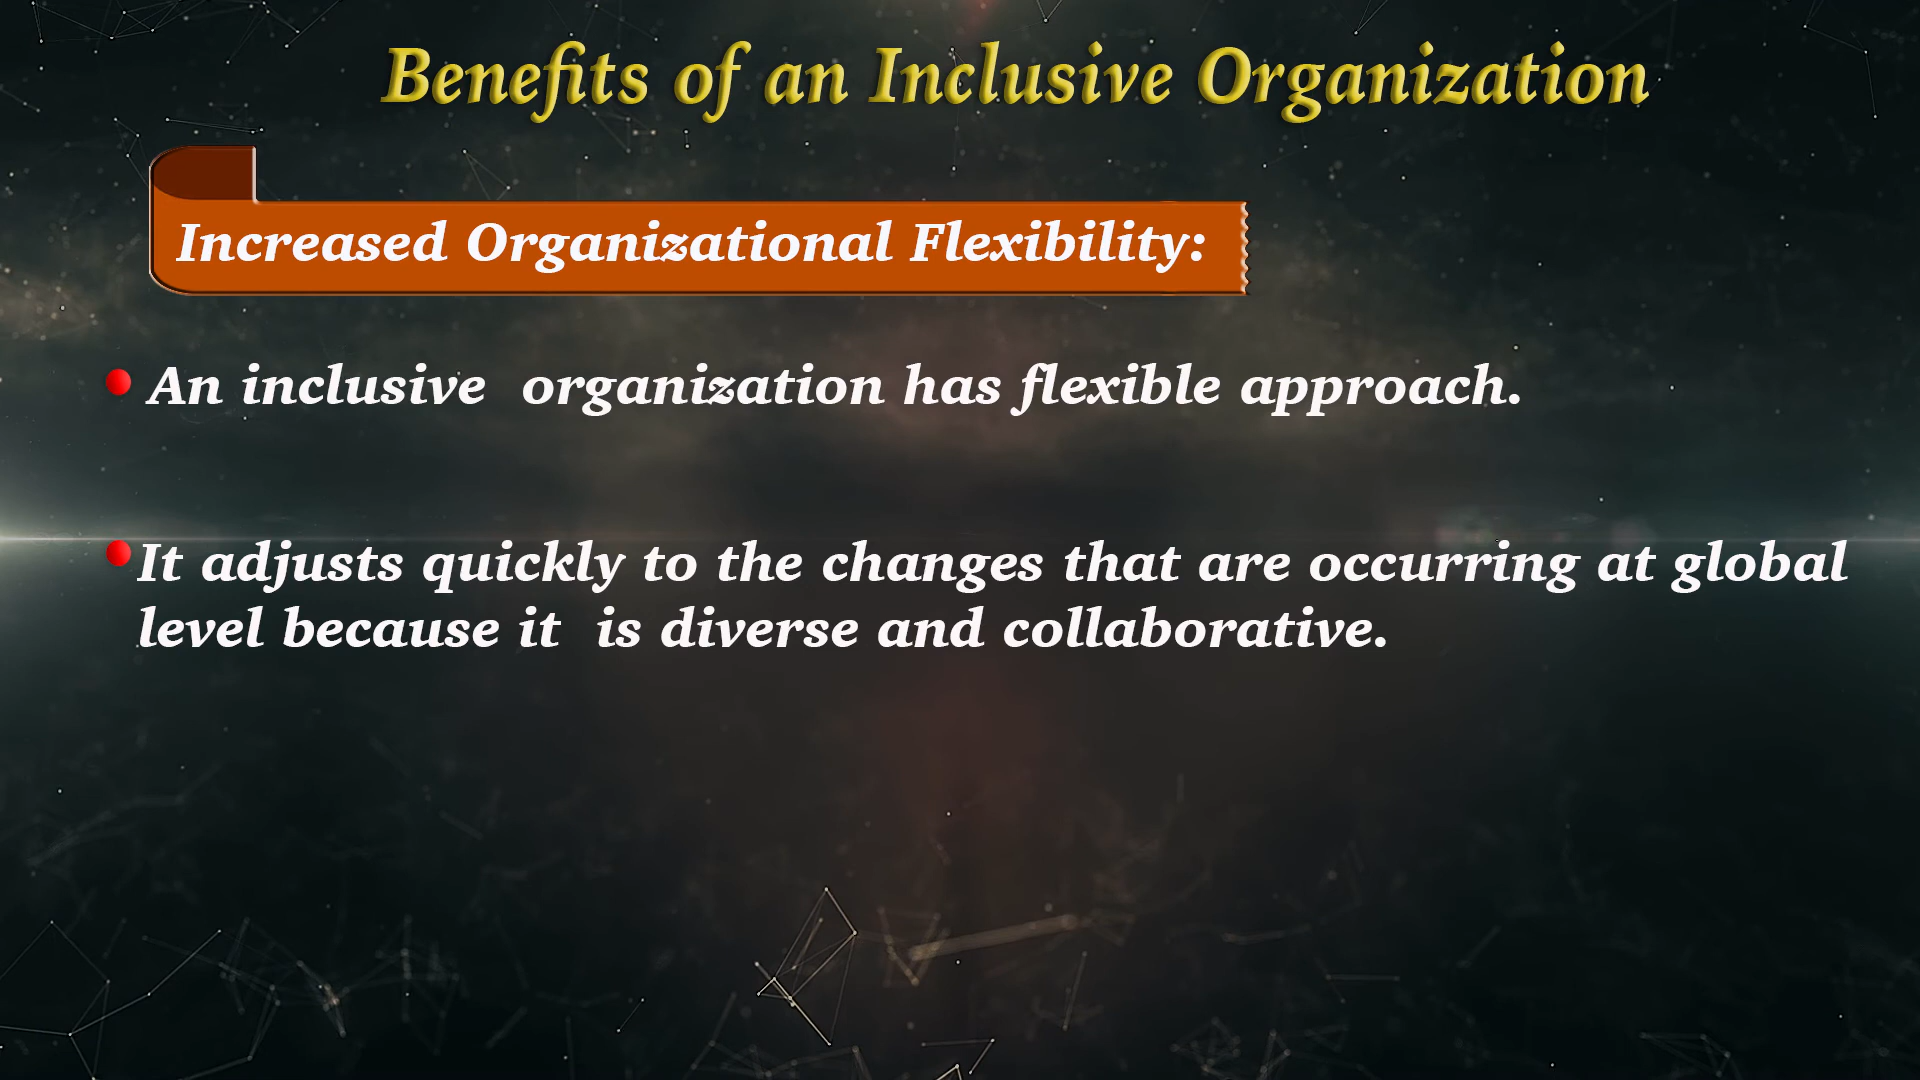 Benefits of an Inclusive Organization
Increased Organizational Flexibility:
An inclusive  organization has flexible approach.
It adjusts quickly to the changes that are occurring at global
level because it  is diverse and collaborative.